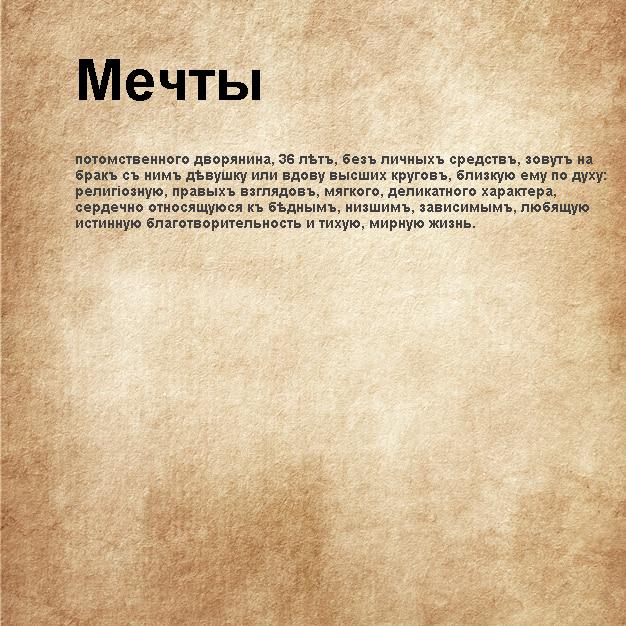 Мечты
потомственного дворянина, 36 лѣтъ, безъ личныхъ средствъ, зовутъ на
бракъ съ нимъ дѣвушку или вдову высших круговъ, близкую ему по духу:
религіозную, правыхъ взглядовъ, мягкого, деликатного характера,
сердечно относящуюся къ бѣднымъ, низшимъ, зависимымъ, любящую
истинную благотворительность и тихую, мирную жизнь.